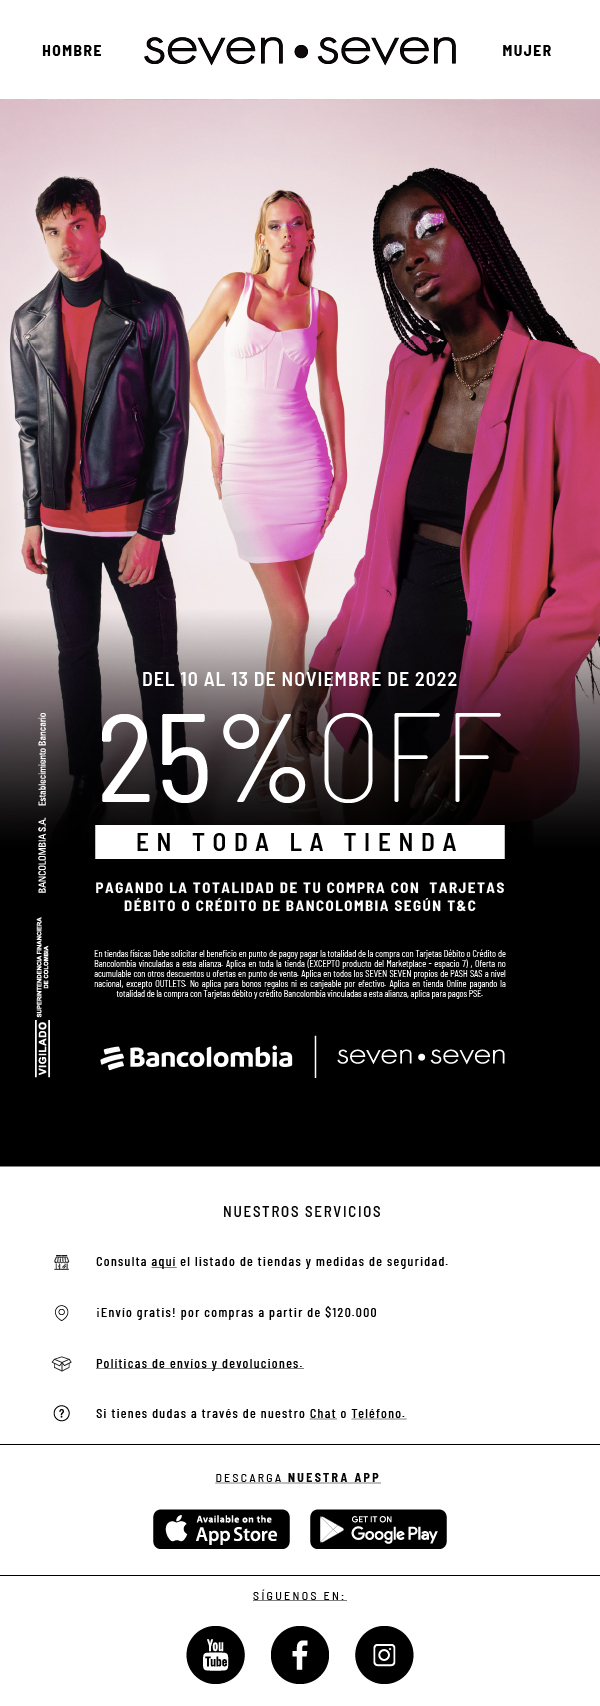 HOMBRE
seven•seven
MUJER
DEL 10 AL 13 DE NOVIEMBRE DE 2022
25%OFF
EN TODA LA TIENDA
PAGANDO LA TOTALIDAD DE TU COMPRA CON TARJETAS
DÉBITO O CRÉDITO DE BANCOLOMBIA SEGÚN T&C
En tiendas físicas Debe solicitar el beneficio en punto de pagoy pagar la totalidad de la compra con Tarjetas Débito o Crédito de
Bancolombia vinculadas a esta alianza. Aplica en toda la tienda (EXCEPTO producto del Marketplace - espacio 7) , Oferta no
acumulable con otros descuentos u ofertas en punto de venta. Aplica en todos los SEVEN SEVEN propios de PASH SAS a nivel
nacional, excepto OUTLETS. No aplica para bonos regalos ni es canjeable por efectivo. Aplica en tienda Online pagando la
totalidad de la compra con Tarjetas débito y crédito Bancolombia vinculadas a esta alianza, aplica para pagos PSE.
VIGILADO
SUPERINTENDENCIA FINANCIERA
DE COLOMBIA
BANCOLOMBIA S.A.
Establecimiento Bancario
Bancolombia
seven•seven
NUESTROS SERVICIOS
Consulta aquí el listado de tiendas y medidas de seguridad.
¡Envío gratis! por compras a partir de $120.000
Políticas de envíos y devoluciones.
Si tienes dudas a través de nuestro Chat o Teléfono.
DESCARGA NUESTRA APP
Available on the
App Store
GET IT ON
Google Play
SÍGUENOS EN:
You
Tube